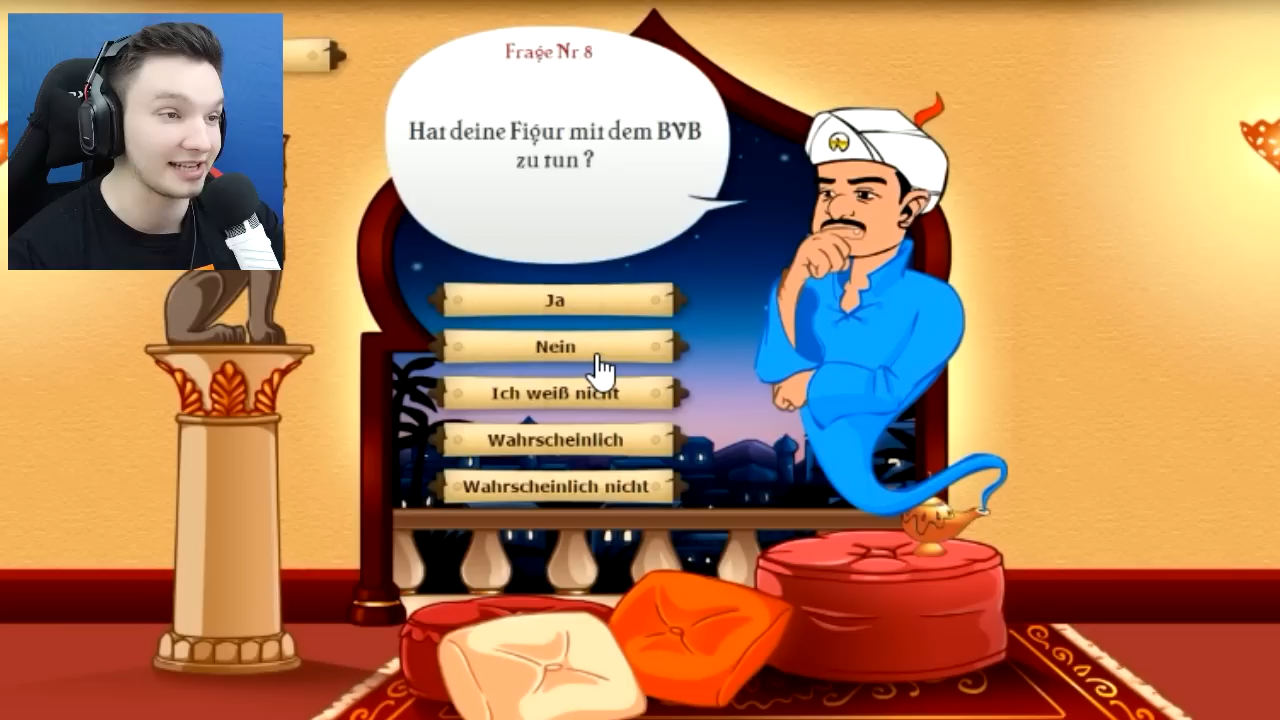 Frage Nr 8
Hat deine Figur mit dem BVB
zu tun ?
Ja
Nein
Ich weiß nicht
Wahrscheinlich
Wahrscheinlich nicht